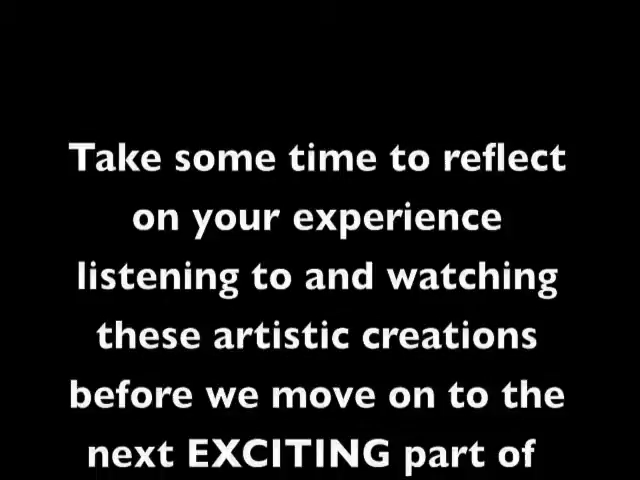 Take some time to reflect
on your experience
listening to and watching
these artistic creations
before we move on to the
next EXCITING part of